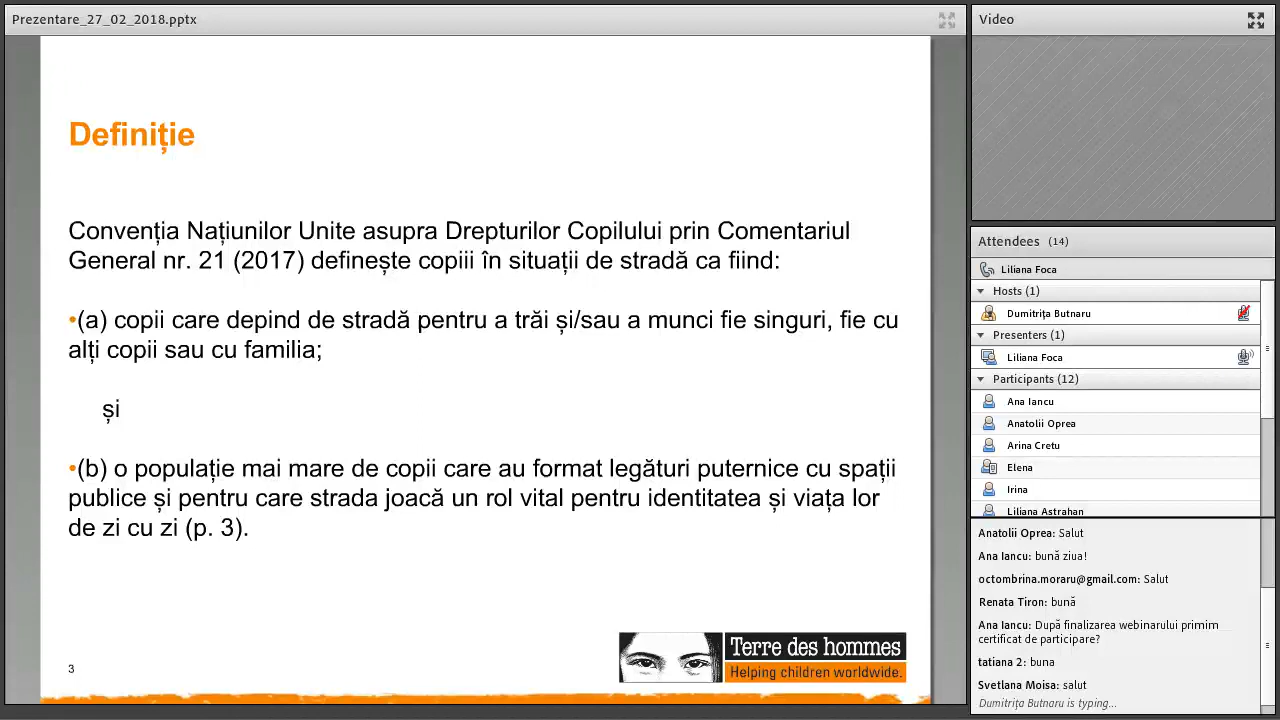 Prezentare_27_02_2018.pptx
Definiție
Convenția Națiunilor Unite asupra Drepturilor Copilului prin Comentariul
General nr. 21 (2017) definește copiii în situații de stradă ca fiind:
•(a) copii care depind de stradă pentru a trăi și/sau a munci fie singuri, fie cu
alți copii sau cu familia;
și
•(b) o populație mai mare de copii care au format legături puternice cu spații
publice și pentru care strada joacă un rol vital pentru identitatea și viața lor
de zi cu zi (p. 3).
3
Terre des hommes
Helping children worldwide.
Video
Attendees (14)
Liliana Foca
Hosts (1)
Dumitrița Butnaru
Presenters (1)
Liliana Foca
Participants (12)
Ana Iancu
Anatolii Oprea
Arina Cretu
Elena
Irina
Liliana Astrahan
Anatolii Oprea: Salut
Ana Iancu: bună ziua!
octombrina.moraru@gmail.com: Salut
Renata Tiron: bună
Ana Iancu: După finalizarea webinarului primim
certificat de participare?
tatiana 2: buna
Svetlana Moisa: salut
Dumitrița Butnaru is typing...